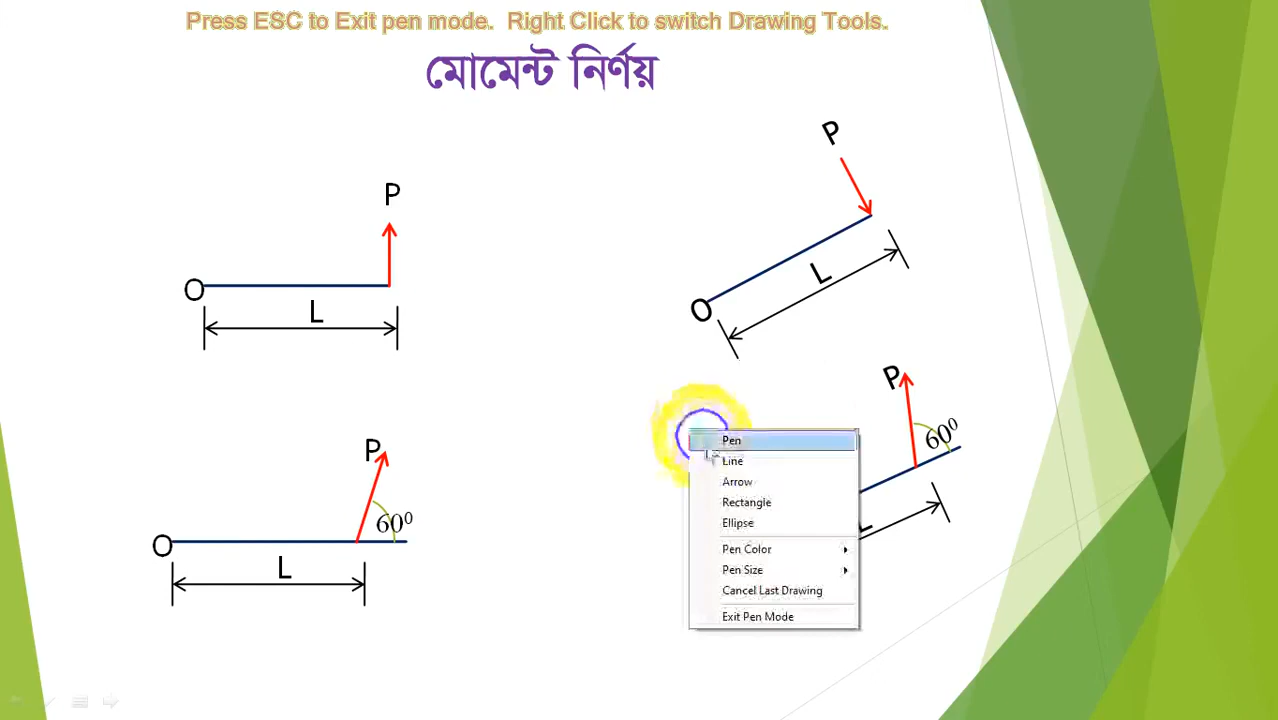 Press ESC to Exit pen mode. Right Click to switch Drawing Tools.
মোমেন্ট নির্ণয়
P
O
L
P
O
L
P
60⁰
O
L
Pen
Line
Arrow
Rectangle
Ellipse
Pen Color
Pen Size
Cancel Last Drawing
Exit Pen Mode
P
60⁰